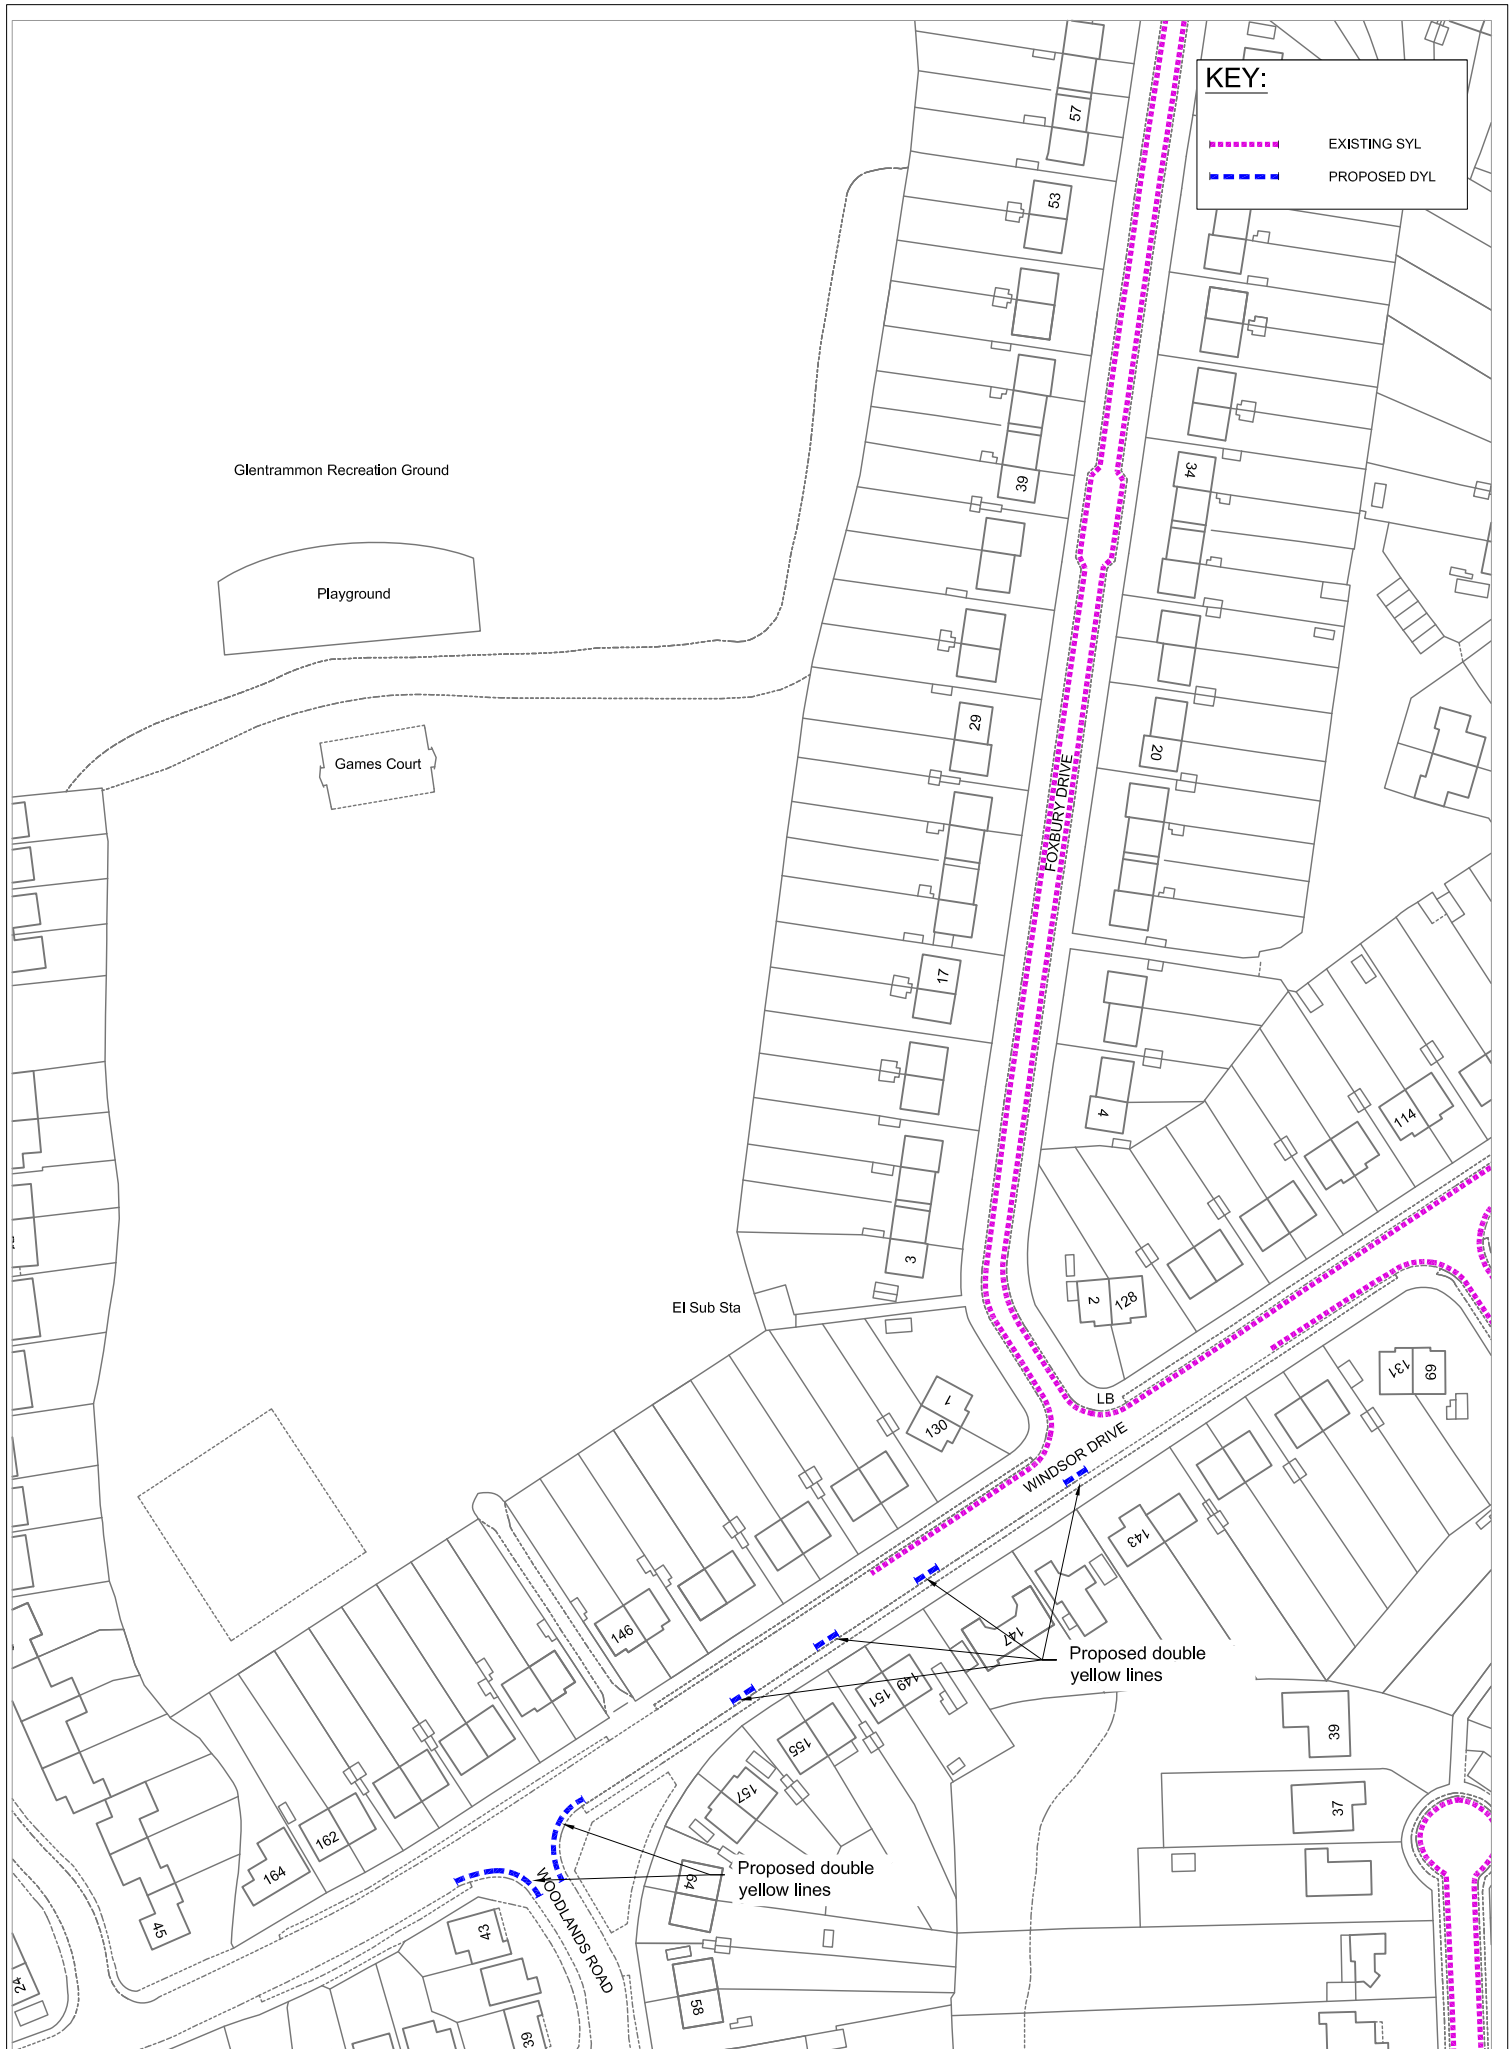 KEY:
EXISTING SYL
PROPOSED DYL
57
53
39
34
29
20
17
4
3
114
2
128
1
130
131
69
143
146
147
149
151
155
157
162
164
45
43
39
24
64
58
39
37
Glentrammon Recreation Ground
Playground
Games Court
El Sub Sta
FOXBURY DRIVE
LB
WINDSOR DRIVE
Proposed double
yellow lines
Proposed double
yellow lines
WOODLANDS ROAD